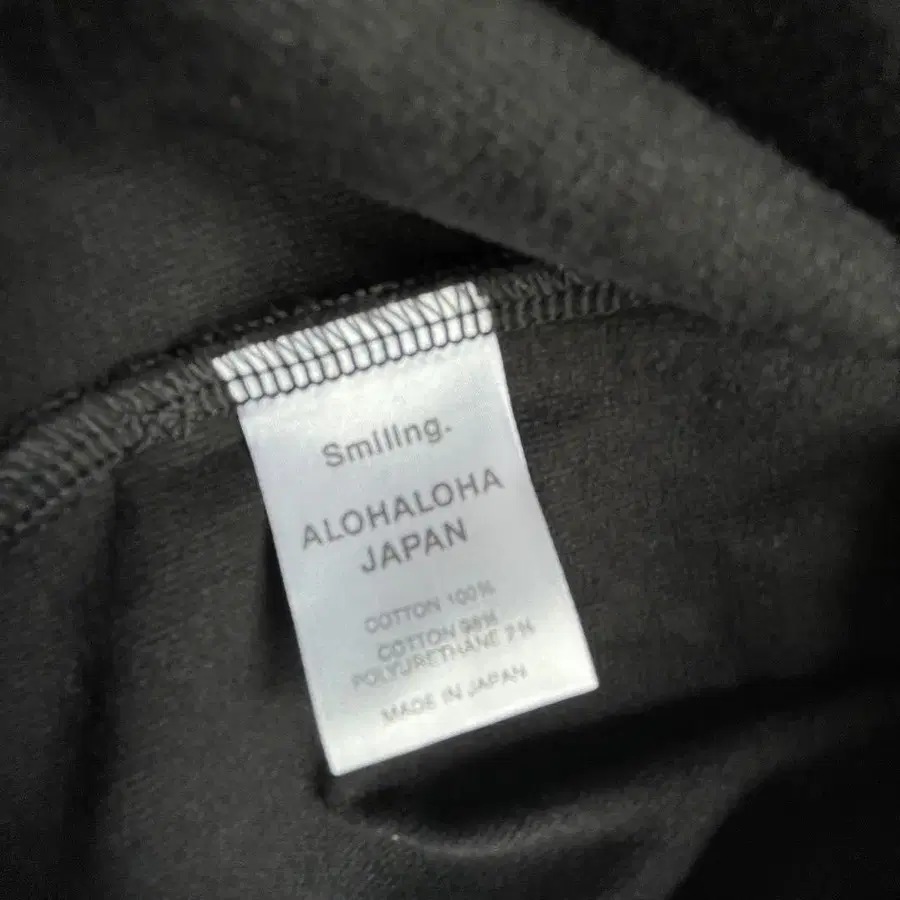 Smiling.
ALOHALOHA
JAPAN
COTTON 100%
COTTON 98%
POLYURETHANE 2%
MADE IN JAPAN